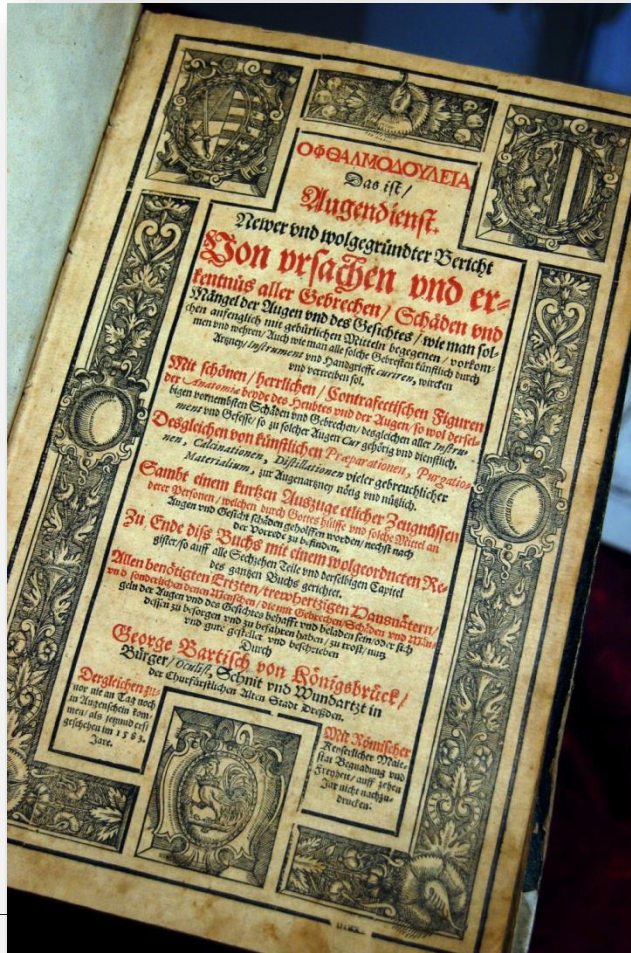 ΟΦΘΑΛΜΟΔΟΥΛΕΙΑ
Das ist/
Augendienst.
Newer vnd wolgegründter Bericht
Von vrsachen vnd er-
kentnüs aller Gebrechen/ Schäden vnd
Mängel der Augen vnd des Gesichtes/ wie man sol-
chen anfenglich mit gebürlichen Mitteln begegenen/ vorkom-
men vnd wehren/ Auch wie man alle solche Gebresten künstlich durch
Artzney/ Instrument vnd Handgrieffe curiren, wircken
vnd vertreiben sol.
Mit schönen/ herrlichen/ Contrafettischen Figuren
der Anatomia beyde des Heubtes vnd der Augen/ so wol dersel-
bigen vornembsten Schäden vnd Gebrechen/ desgleichen aller Instru-
ment vnd Gefesse/ so zu solcher Augen Cur gehörig vnd dienstlich.
Desgleichen von künstlichen Præparationen, Purgatio-
nen, Calcinationen, Distillationen vieler gebreuchlicher
Materialium, zur Augenartzney nötig vnd nützlich.
Sambt einem kurtzen Auszuge etlicher Zeugnüssen
derer Personen/ welchen durch Gottes hülffe vnd solche Mittel an
Augen vnd Gesicht schäden geholffen worden/ nechst nach
der Vorrede zu befinden.
Zu Ende diss Buchs mit einem wolgeordneten Re-
gister/ so auff alle Sechzehen Teile vnd derselbigen Capitel
des gantzen Buchs gerichtet.
Allen benötigten Ertzten/ trewhertzigen Hausvätern/
vnd sonderlichen denen Menschen/ die mit Gebrechen/ Schäden vnd Män-
geln der Augen vnd des Gesichtes behafft vnd beladen sein/ oder sich
dessen zu besorgen vnd zu befahren haben/ zu trost/ nutz
vnd gute gestellet vnd beschrieben
Durch
George Bartisch von Königsbrück/
Bürger/ Oculist, Schnit vnd Wundartzt in
der Churfürstlichen Alten Stadt Dreßden.
Dergleichen zu-
uor nie an Tag noch
in Augenschein kom-
men/ als jetzund erst
geschehen im 1583.
Jare.
Mit Römischer
Keyserlicher Maie-
stat Begnadung vnd
Freyheit/ auff zehen
Jar nicht nachzu-
drucken: